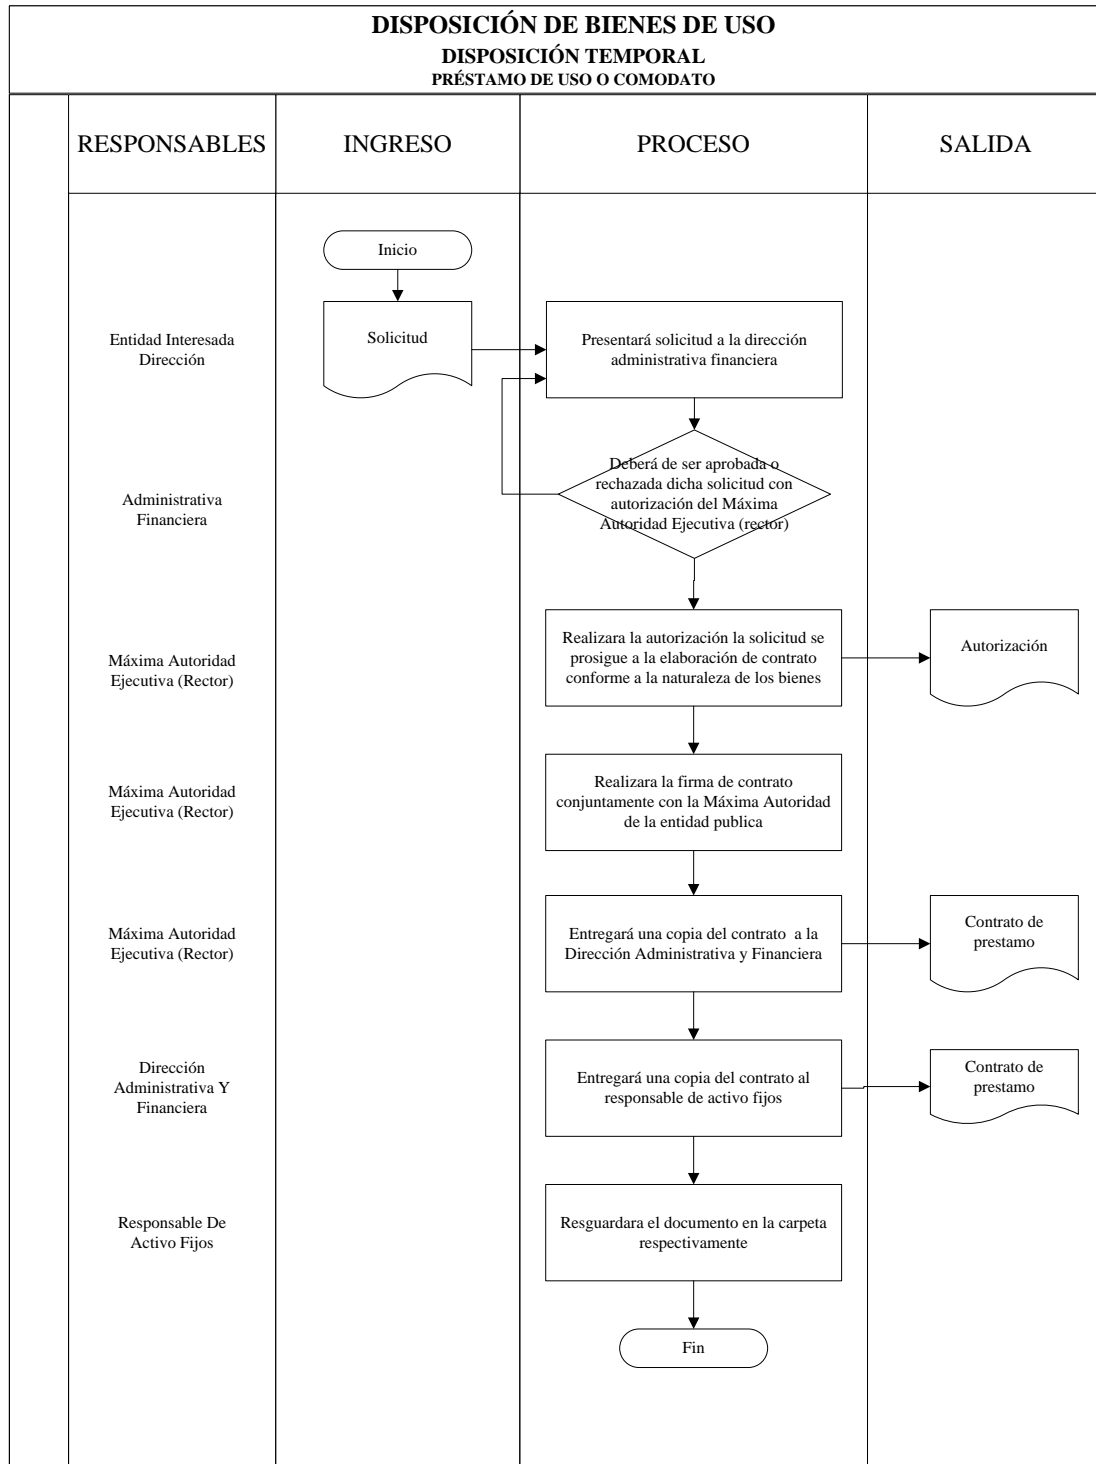 DISPOSICIÓN DE BIENES DE USO
DISPOSICIÓN TEMPORAL
PRÉSTAMO DE USO O COMODATO
RESPONSABLES
INGRESO
PROCESO
SALIDA
Inicio
Entidad Interesada
Dirección
Solicitud
Presentará solicitud a la dirección
administrativa financiera
Administrativa
Financiera
Deberá de ser aprobada o
rechazada dicha solicitud con
autorización del Máxima
Autoridad Ejecutiva (rector)
Máxima Autoridad
Ejecutiva (Rector)
Realizara la autorización la solicitud se
prosigue a la elaboración de contrato
conforme a la naturaleza de los bienes
Autorización
Máxima Autoridad
Ejecutiva (Rector)
Realizara la firma de contrato
conjuntamente con la Máxima Autoridad
de la entidad publica
Máxima Autoridad
Ejecutiva (Rector)
Entregará una copia del contrato a la
Dirección Administrativa y Financiera
Contrato de
prestamo
Dirección
Administrativa Y
Financiera
Entregará una copia del contrato al
responsable de activo fijos
Contrato de
prestamo
Responsable De
Activo Fijos
Resguardara el documento en la carpeta
respectivamente
Fin